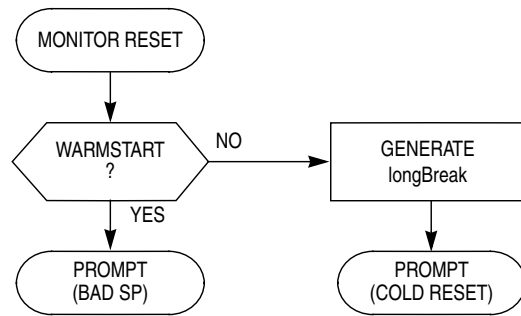 MONITOR RESET
WARMSTART
?
NO
GENERATE
longBreak
YES
PROMPT
(BAD SP)
PROMPT
(COLD RESET)